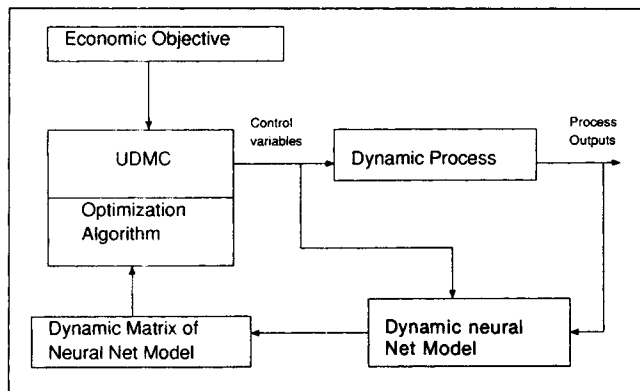 Economic Objective
Control
variables
Process
Outputs
UDMC
Dynamic Process
Optimization
Algorithm
Dynamic Matrix of
Neural Net Model
Dynamic neural
Net Model